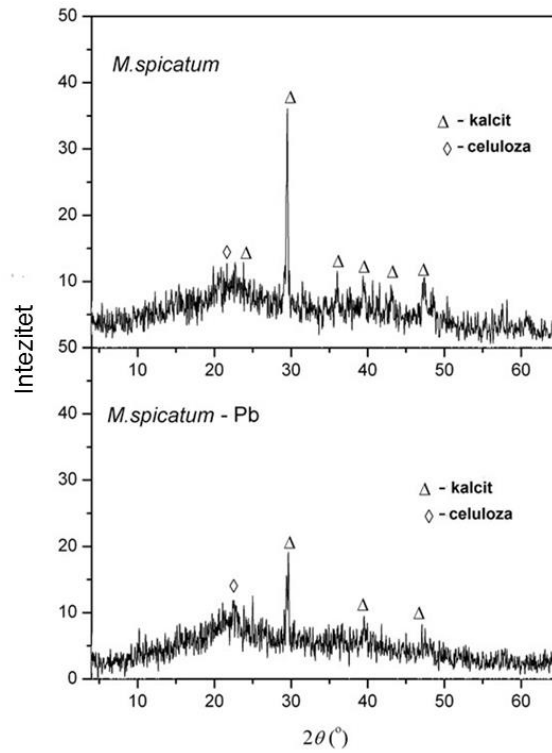 50
M.spicatum
40
Δ
Δ - kalcit
◊ - celuloza
30
20
◊ Δ Δ Δ Δ Δ
10
Intezitet
50
10 20 30 40 50 60
M.spicatum - Pb
40
30
Δ - kalcit
◊ - celuloza
20
Δ
◊
10
Δ Δ
0
10 20 30 40 50 60
2θ (°)